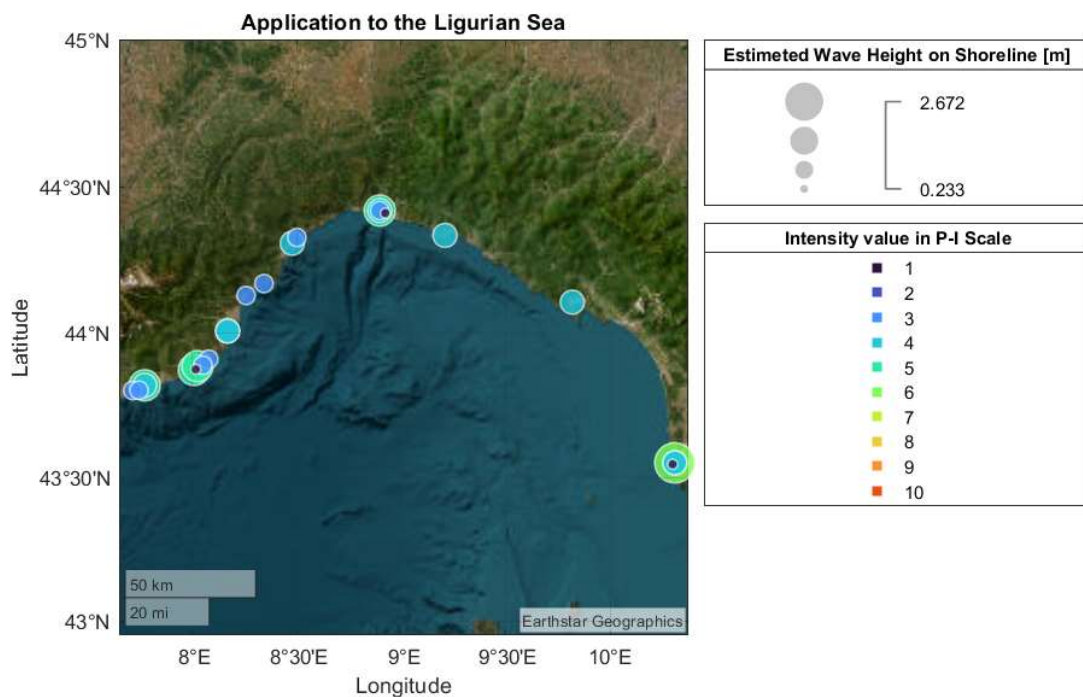 Application to the Ligurian Sea
45°N
44°30'N
44°N
43°30'N
43°N
Latitude
8°E
8°30'E
9°E
9°30'E
10°E
Longitude
50 km
20 mi
Earthstar Geographics
Estimeted Wave Height on Shoreline [m]
2.672
0.233
Intensity value in P-I Scale
1
2
3
4
5
6
7
8
9
10